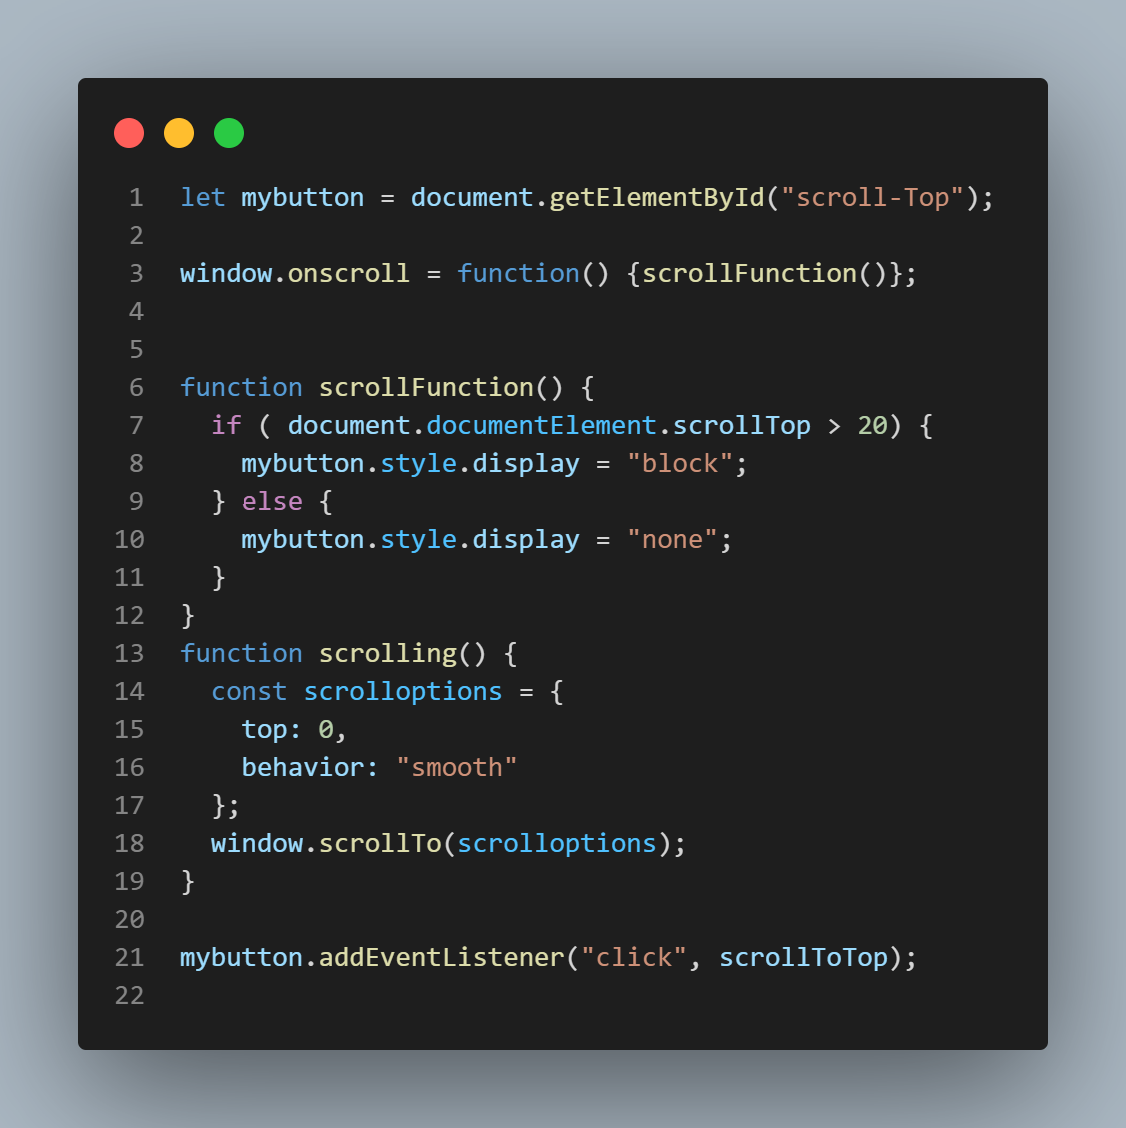 1 let mybutton = document.getElementById("scroll-Top");
2
3 window.onscroll = function() {scrollFunction()};
4
5
6 function scrollFunction() {
7   if ( document.documentElement.scrollTop > 20) {
8     mybutton.style.display = "block";
9   } else {
10     mybutton.style.display = "none";
11   }
12 }
13 function scrolling() {
14   const scrolloptions = {
15     top: 0,
16     behavior: "smooth"
17   };
18   window.scrollTo(scrolloptions);
19 }
20
21 mybutton.addEventListener("click", scrollToTop);
22